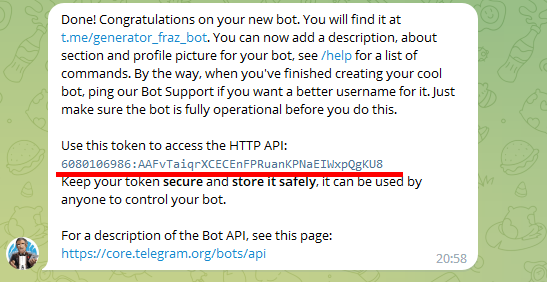 Done! Congratulations on your new bot. You will find it at
t.me/generator_fraz_bot. You can now add a description, about
section and profile picture for your bot, see /help for a list of
commands. By the way, when you've finished creating your cool
bot, ping our Bot Support if you want a better username for it. Just
make sure the bot is fully operational before you do this.

Use this token to access the HTTP API:
6080106986:AAFvTaiqrXCECEnFPRuanKPNaEIWxpQgKU8
Keep your token secure and store it safely, it can be used by
anyone to control your bot.

For a description of the Bot API, see this page:
https://core.telegram.org/bots/api
20:58